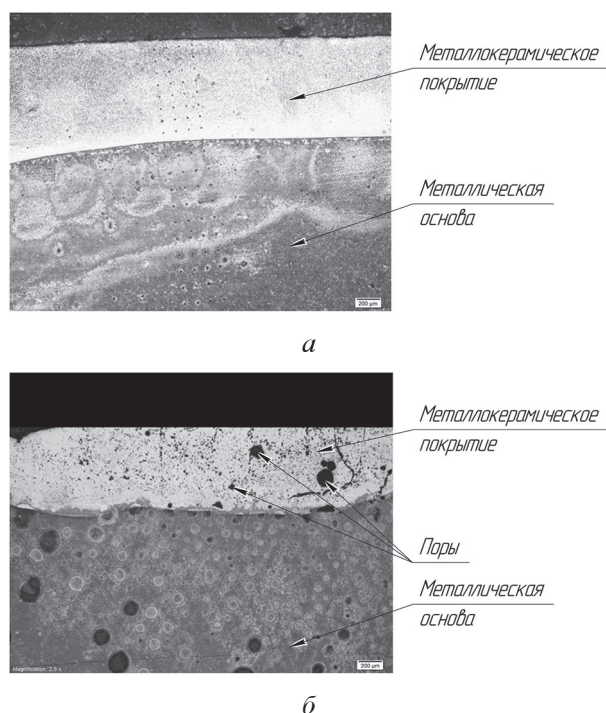 Металлокерамическое
покрытие
Металлическая
основа
200 µm
а
Металлокерамическое
покрытие
Поры
Металлическая
основа
Magnification: 2,5 x
200 µm
б